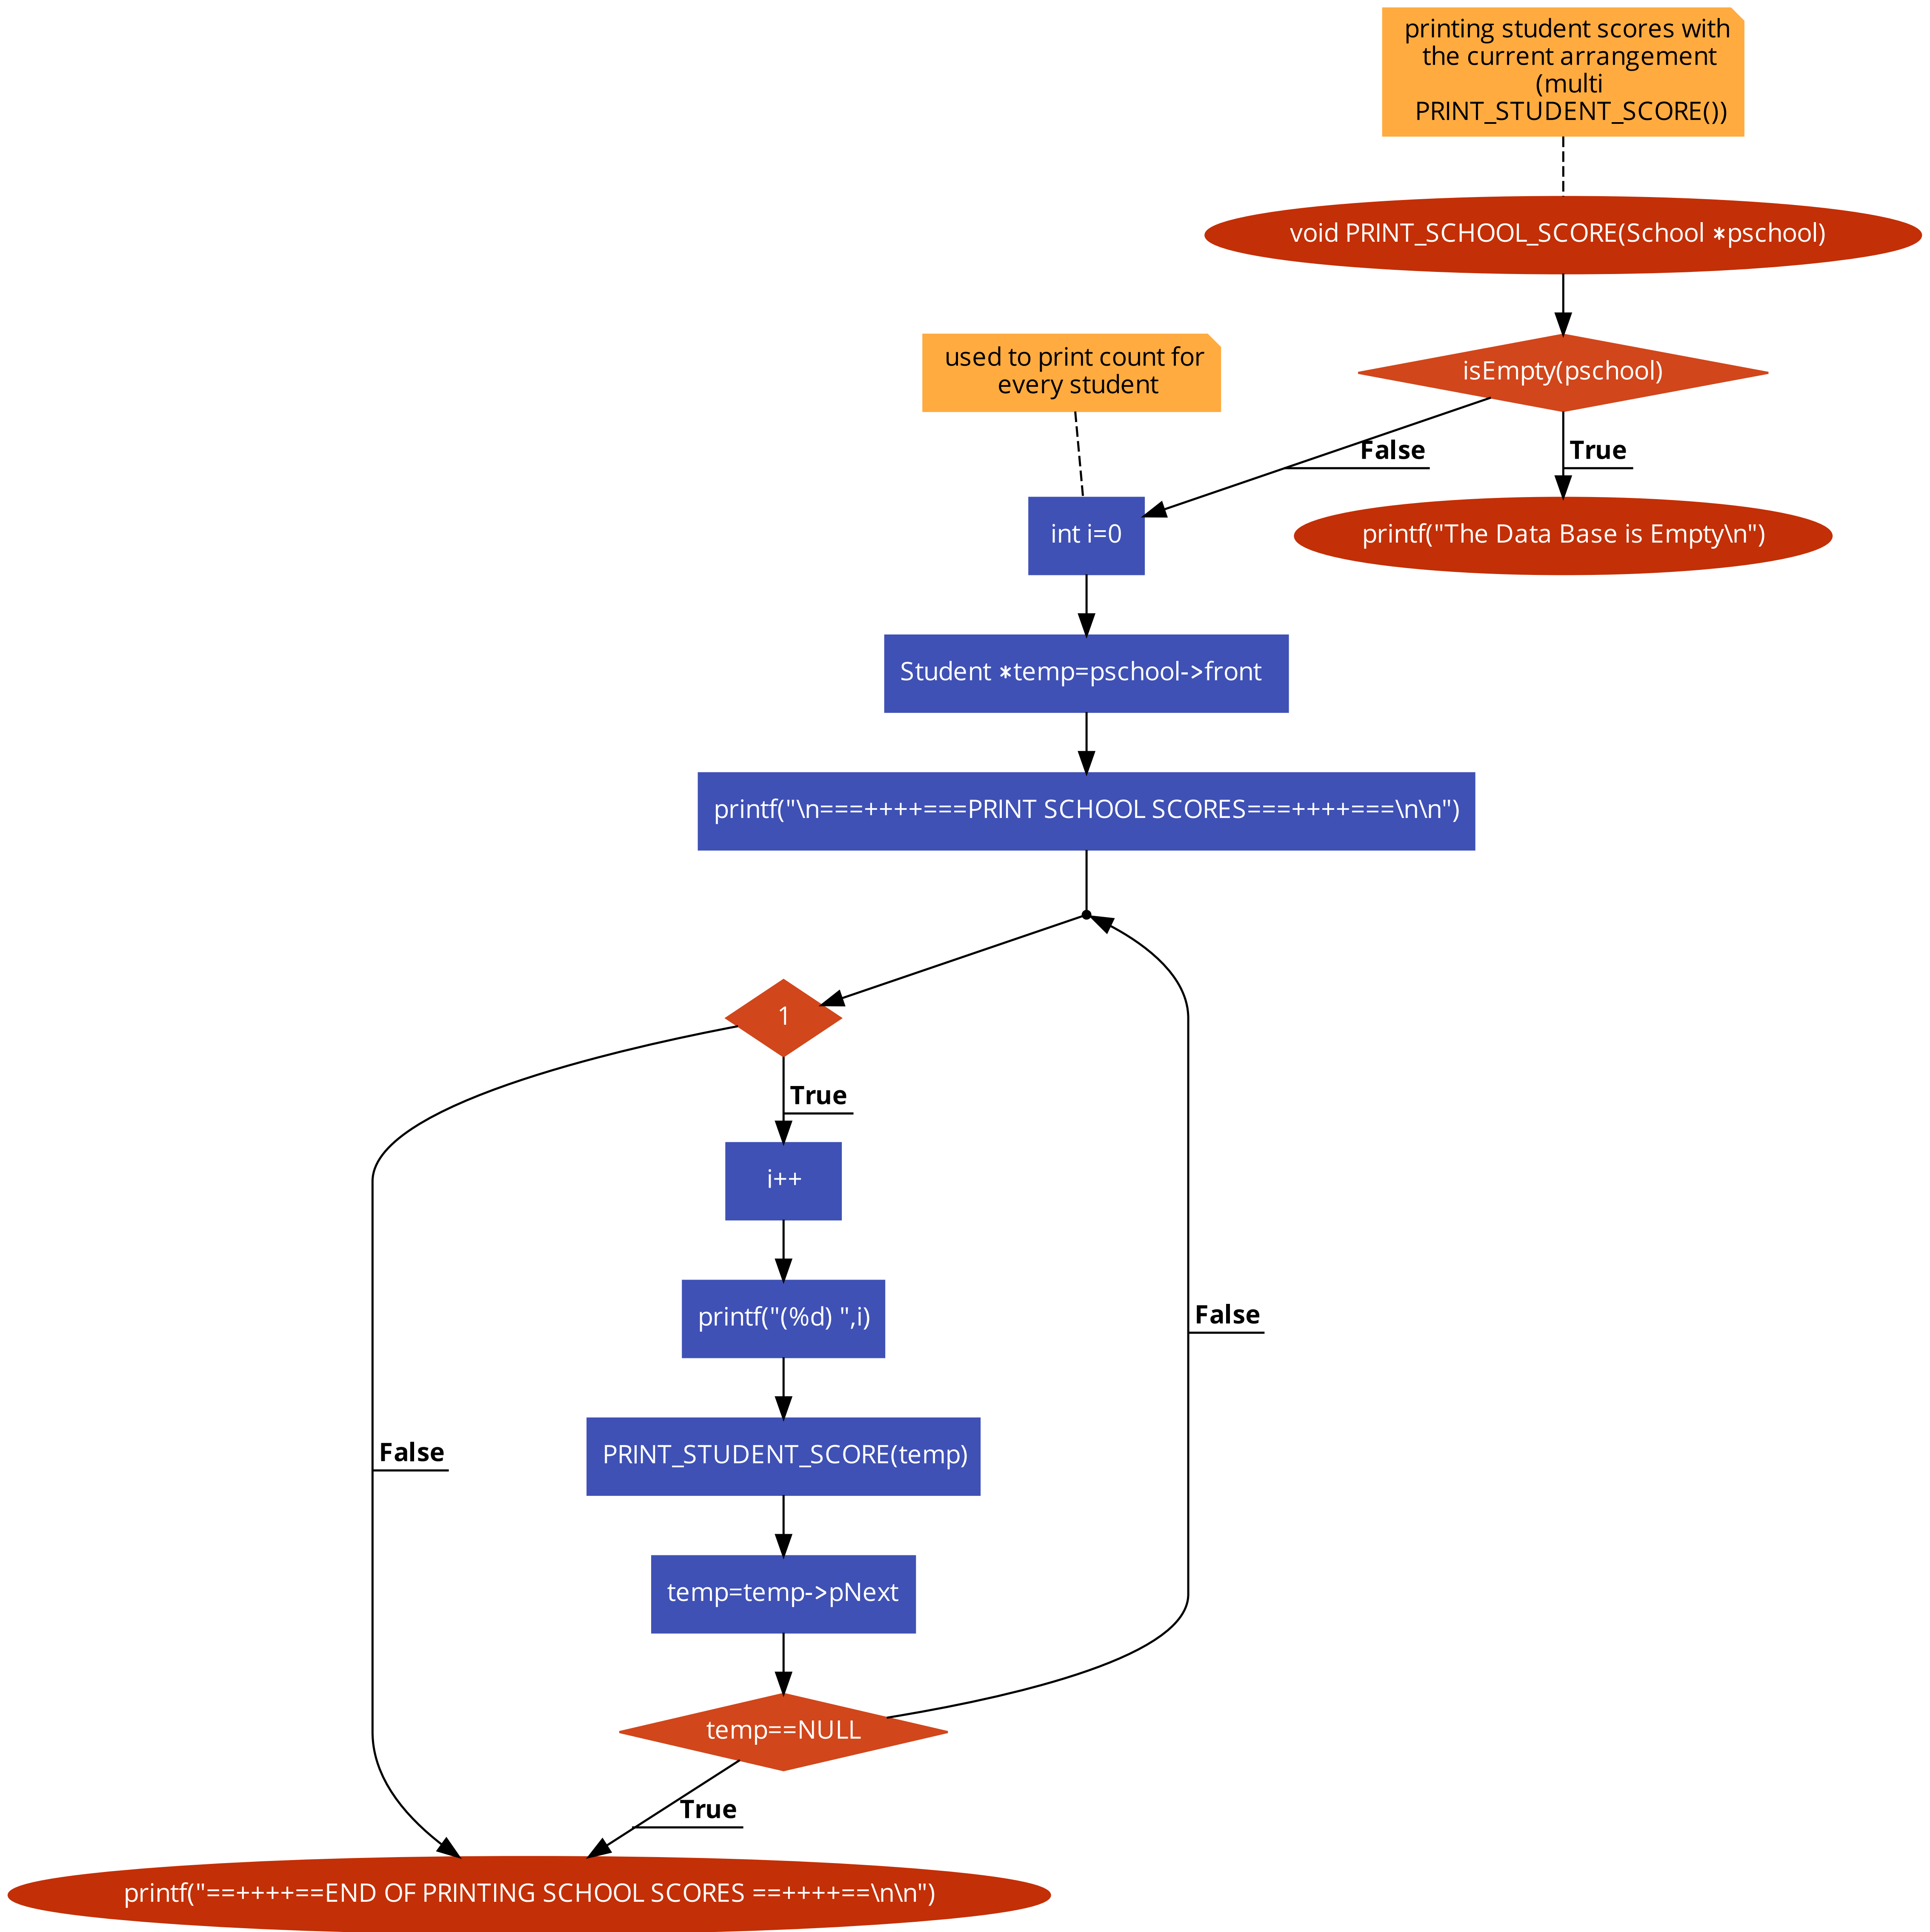 printing student scores with
the current arrangement
(multi
PRINT_STUDENT_SCORE())
void PRINT_SCHOOL_SCORE(School *pschool)
used to print count for
every student
isEmpty(pschool)
False
True
int i=0
printf("The Data Base is Empty\n")
Student *temp=pschool->front
printf("\n===++++===PRINT SCHOOL SCORES===++++===\n\n")
1
True
i++
printf("(%d) ",i)
False
PRINT_STUDENT_SCORE(temp)
False
temp=temp->pNext
temp==NULL
True
printf("==++++==END OF PRINTING SCHOOL SCORES ==++++==\n\n")